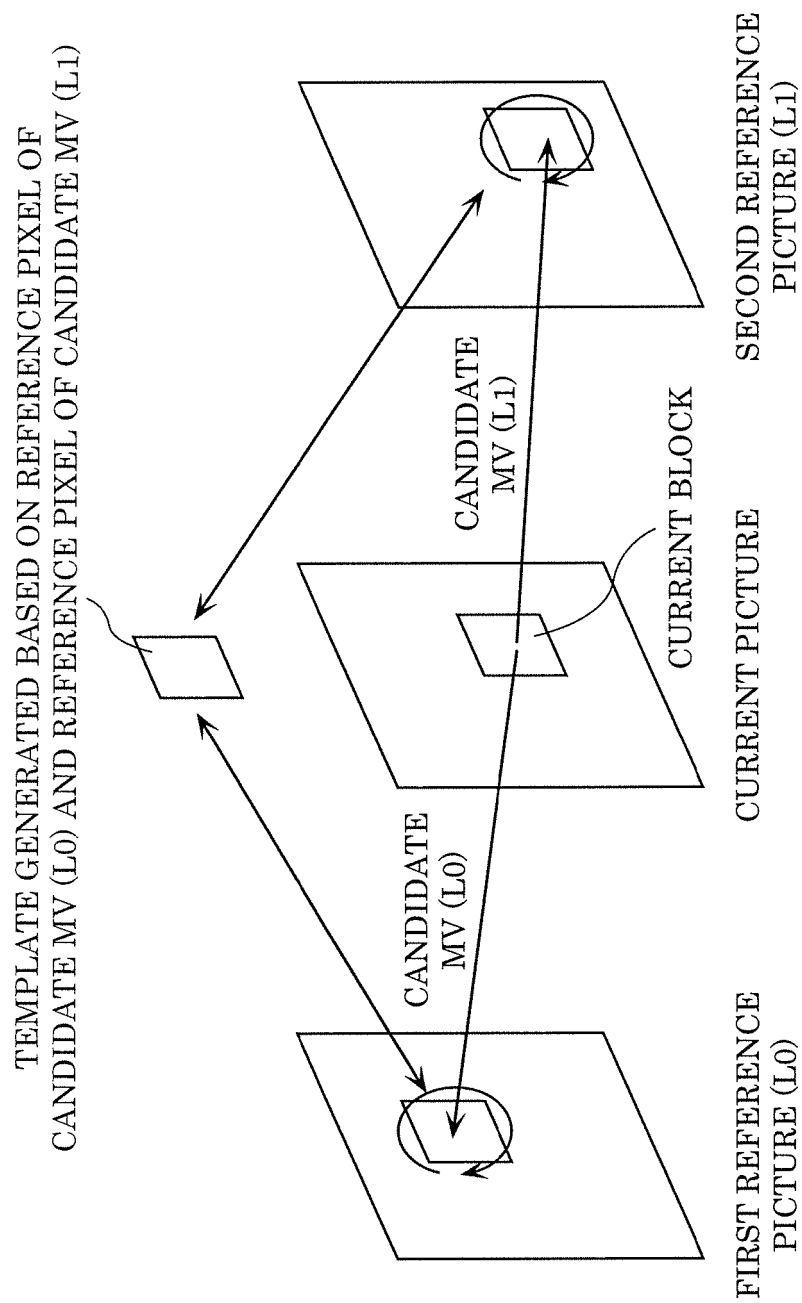 TEMPLATE GENERATED BASED ON REFERENCE PIXEL OF
CANDIDATE MV (L0) AND REFERENCE PIXEL OF CANDIDATE MV (L1)
CANDIDATE
MV (L0)
CANDIDATE
MV (L1)
CURRENT BLOCK
FIRST REFERENCE
PICTURE (L0)
CURRENT PICTURE
SECOND REFERENCE
PICTURE (L1)